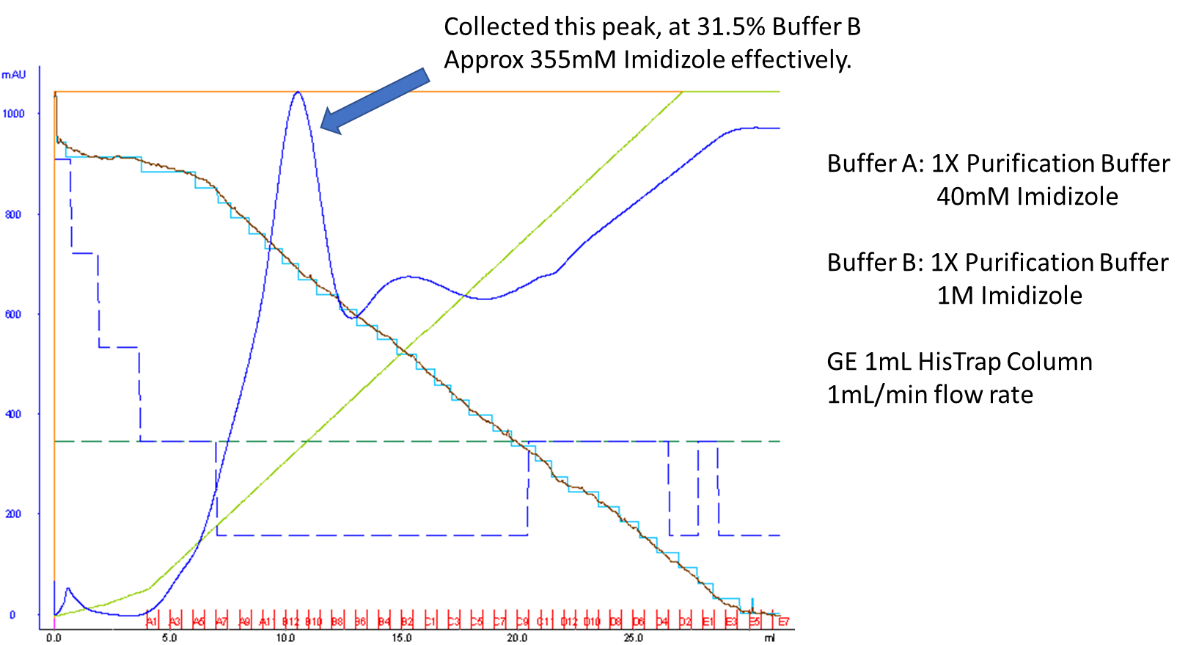 Collected this peak, at 31.5% Buffer B
Approx 355mM Imidizole effectively.
mAU
1000
800
600
400
200
0
Buffer A: 1X Purification Buffer
40mM Imidizole
Buffer B: 1X Purification Buffer
1M Imidizole
GE 1mL HisTrap Column
1mL/min flow rate
A1 A3 A5 A7 A9 A11 B12 B10 B8 B6 B4 B2 C1 C3 C5 C7 C9 C11 D12 D10 D8 D6 D4 D2 E1 E3 E5 E7
0.0 5.0 10.0 15.0 20.0 25.0 ml